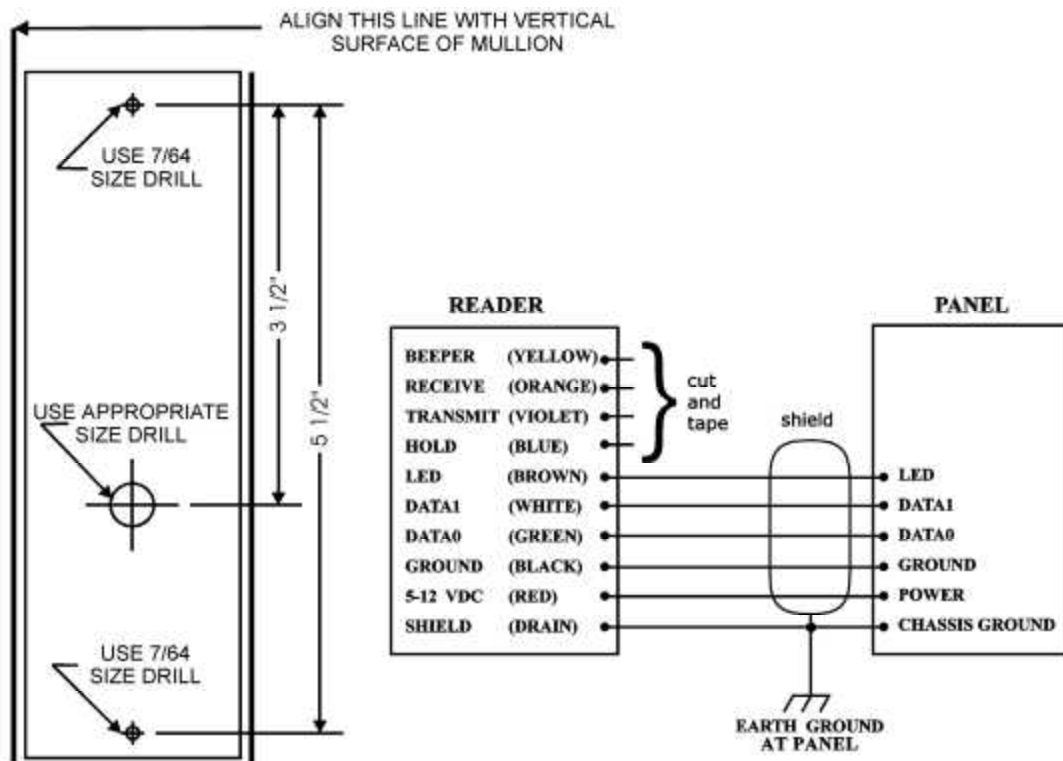 ALIGN THIS LINE WITH VERTICAL
SURFACE OF MULLION
USE 7/64
SIZE DRILL
3 1/2"
5 1/2"
USE APPROPRIATE
SIZE DRILL
USE 7/64
SIZE DRILL
READER
BEEPER (YELLOW)
RECEIVE (ORANGE)
TRANSMIT (VIOLET)
HOLD (BLUE)
LED (BROWN)
DATA1 (WHITE)
DATA0 (GREEN)
GROUND (BLACK)
5-12 VDC (RED)
SHIELD (DRAIN)
cut
and
tape
shield
PANEL
LED
DATA1
DATA0
GROUND
POWER
CHASSIS GROUND
EARTH GROUND
AT PANEL